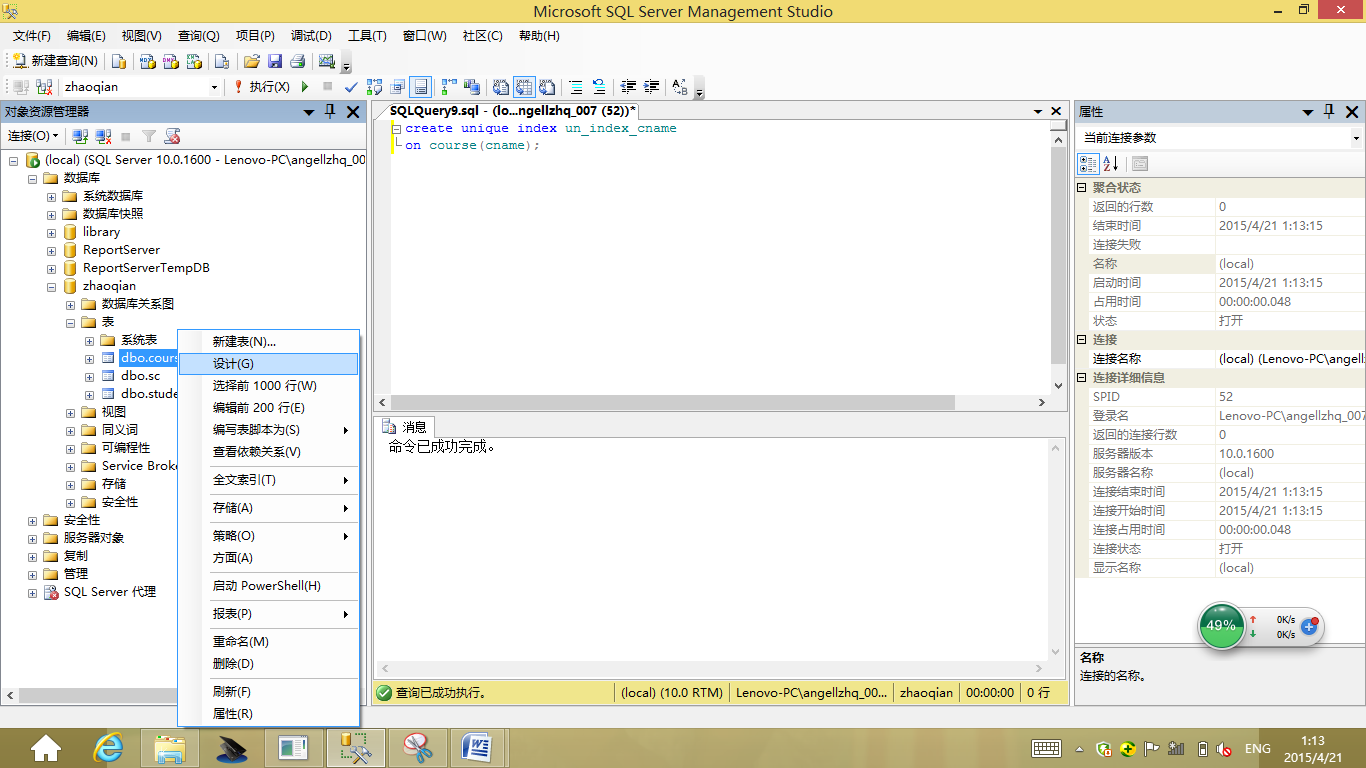 Microsoft SQL Server Management Studio
文件(F) 编辑(E) 视图(V) 查询(Q) 项目(P) 调试(D) 工具(T) 窗口(W) 社区(C) 帮助(H)
新建查询(N)
zhaoqian 执行(X)
对象资源管理器
连接(O)
(local) (SQL Server 10.0.1600 - Lenovo-PC\angellzhq_00
数据库
系统数据库
数据库快照
library
ReportServer
ReportServerTempDB
zhaoqian
数据库关系图
表
系统表
dbo.cours
dbo.sc
dbo.stude
视图
同义词
可编程性
Service Broke
存储
安全性
安全性
服务器对象
复制
管理
SQL Server 代理
新建表(N)...
设计(G)
选择前 1000 行(W)
编辑前 200 行(E)
编写表脚本为(S)
查看依赖关系(V)
全文索引(T)
存储(A)
策略(O)
方面(A)
启动 PowerShell(H)
报表(P)
重命名(M)
删除(D)
刷新(F)
属性(R)
SQLQuery9.sql - (lo...ngellzhq_007 (52))*
create unique index un_index_cname
on course(cname);
消息
命令已成功完成。
查询已成功执行。 (local) (10.0 RTM) Lenovo-PC\angellzhq_00... zhaoqian 00:00:00 0 行
属性
当前连接参数
聚合状态
返回的行数 0
结束时间 2015/4/21 1:13:15
连接失败
名称 (local)
启动时间 2015/4/21 1:13:15
占用时间 00:00:00.048
状态 打开
连接
连接名称 (local) (Lenovo-PC\angell
连接详细信息
SPID 52
登录名 Lenovo-PC\angellzhq_007
返回的连接行数 0
服务器版本 10.0.1600
服务器名称 (local)
连接结束时间 2015/4/21 1:13:15
连接开始时间 2015/4/21 1:13:15
连接占用时间 00:00:00.048
连接状态 打开
显示名称 (local)
49% 0K/s
0K/s
名称
连接的名称。
ENG 1:13
2015/4/21